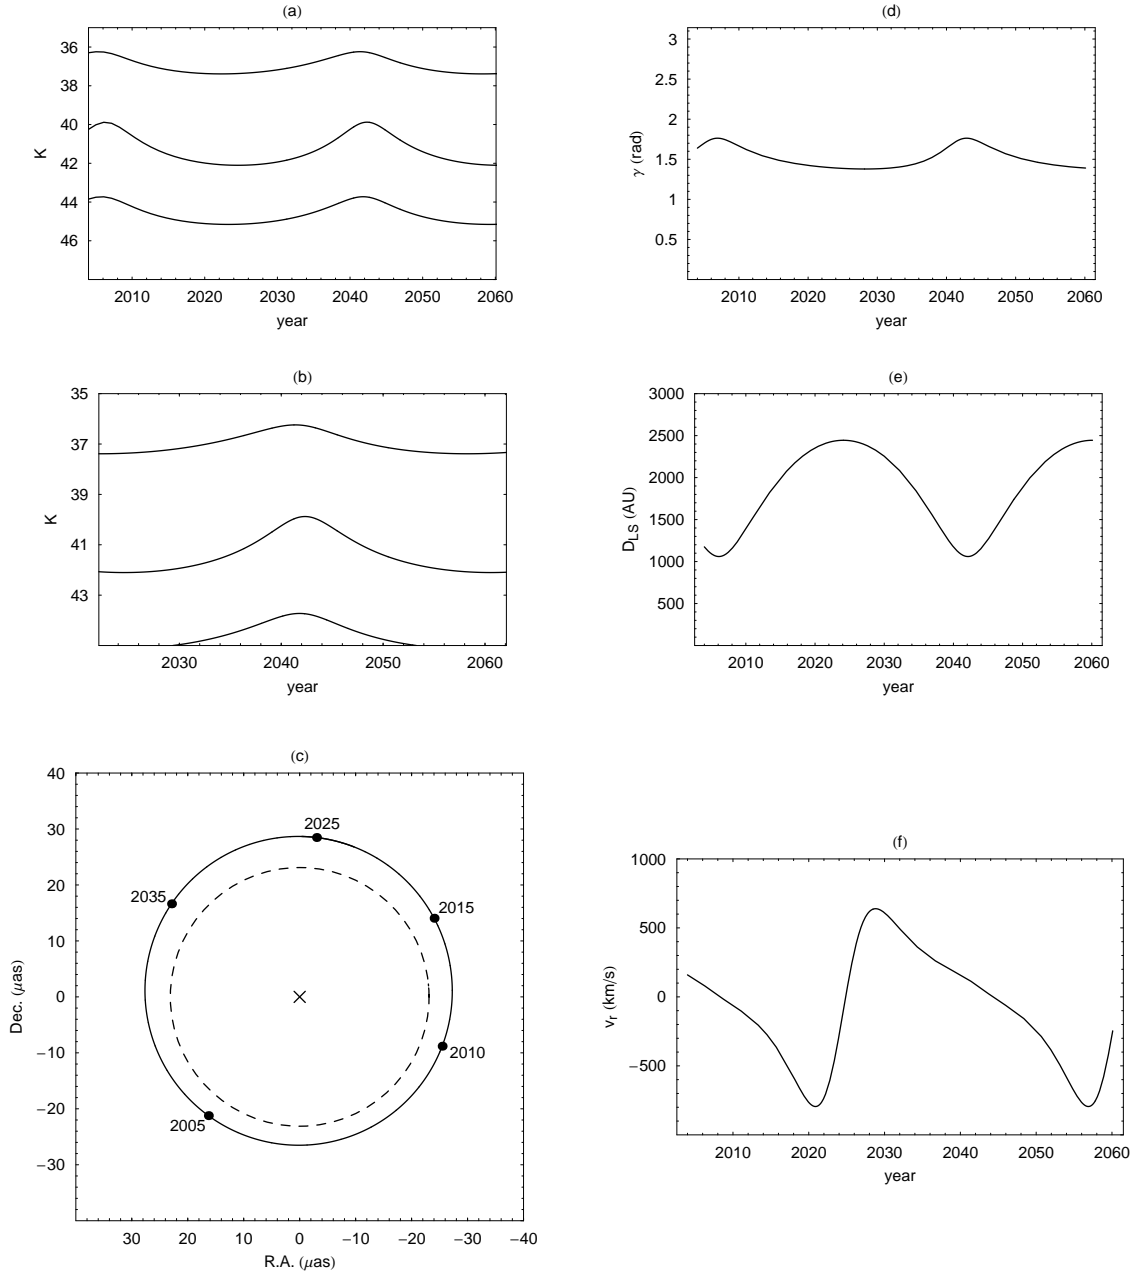 (a)
36
38
40
42
44
46
K
2010 2020 2030 2040 2050 2060
year
(b)
35
37
39
41
43
K
2030 2040 2050 2060
year
(c)
40
30
20
10
0
−10
−20
−30
Dec. (μas)
2025
2035
2015
2010
2005
30 20 10 0 −10 −20 −30 −40
R.A. (μas)
(d)
3
2.5
2
1.5
1
0.5
γ (rad)
2010 2020 2030 2040 2050 2060
year
(e)
3000
2500
2000
1500
1000
500
D_LS (AU)
2010 2020 2030 2040 2050 2060
year
(f)
1000
500
0
−500
v_r (km/s)
2010 2020 2030 2040 2050 2060
year